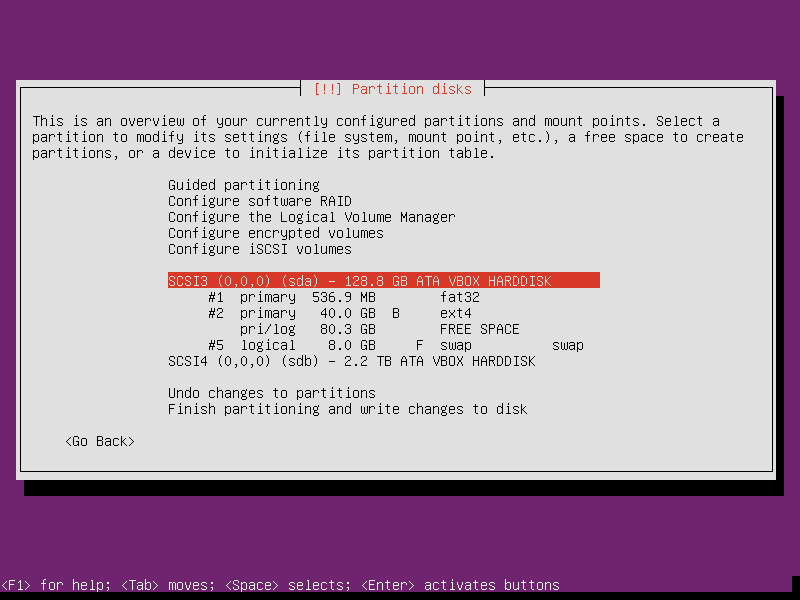 [!!] Partition disks
This is an overview of your currently configured partitions and mount points. Select a
partition to modify its settings (file system, mount point, etc.), a free space to create
partitions, or a device to initialize its partition table.
Guided partitioning
Configure software RAID
Configure the Logical Volume Manager
Configure encrypted volumes
Configure iSCSI volumes
SCSI3 (0,0,0) (sda) - 128.8 GB ATA VBOX HARDDISK
#1 primary 536.9 MB fat32
#2 primary 40.0 GB B ext4
pri/log 80.3 GB FREE SPACE
#5 logical 8.0 GB F swap swap
SCSI4 (0,0,0) (sdb) - 2.2 TB ATA VBOX HARDDISK
Undo changes to partitions
Finish partitioning and write changes to disk
<Go Back>
<F1> for help; <Tab> moves; <Space> selects; <Enter> activates buttons